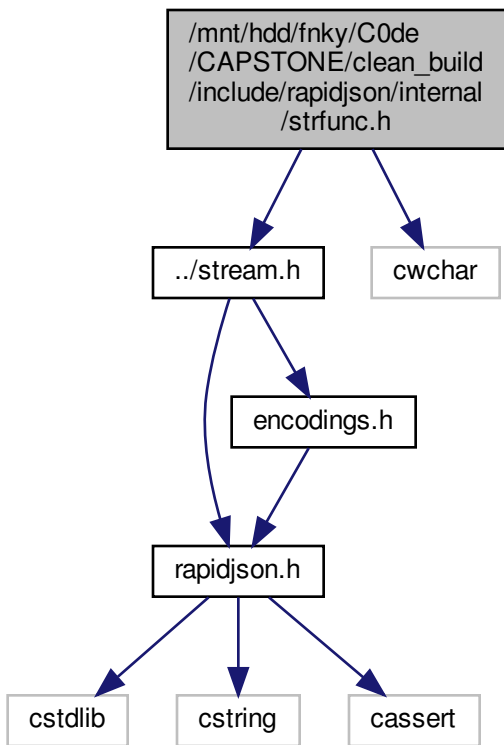 /mnt/hdd/fnky/C0de
/CAPSTONE/clean_build
/include/rapidjson/internal
/strfunc.h
../stream.h
cwchar
encodings.h
rapidjson.h
cstdlib
cstring
cassert